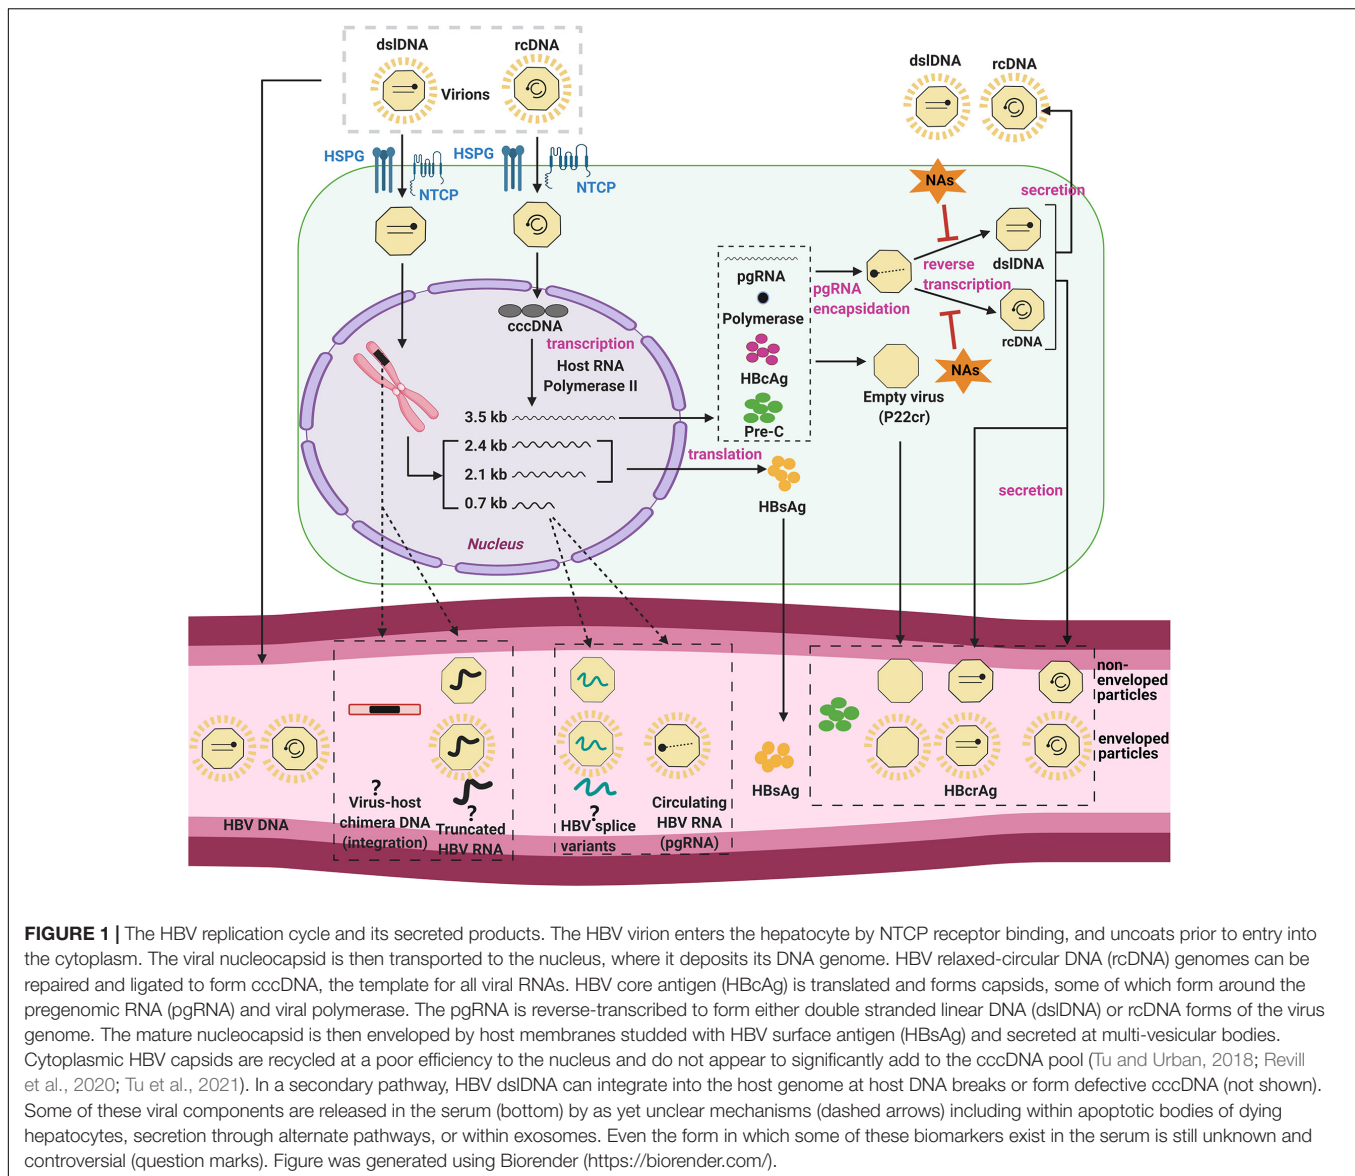 dslDNA
rcDNA
Virions
HSPG
NTCP
HSPG
NTCP
dslDNA
rcDNA
NAs
secretion
dslDNA
reverse
transcription
rcDNA
NAs
pgRNA
pgRNA
encapsidation
Polymerase
HBcAg
Pre-C
Empty virus
(P22cr)
cccDNA
transcription
Host RNA
Polymerase II
3.5 kb
2.4 kb
2.1 kb
0.7 kb
translation
HBsAg
secretion
Nucleus
non-
enveloped
particles
enveloped
particles
HBV DNA
?
Virus-host
chimera DNA
(integration)
?
Truncated
HBV RNA
?
HBV splice
variants
Circulating
HBV RNA
(pgRNA)
HBsAg
HBcrAg
FIGURE 1 | The HBV replication cycle and its secreted products. The HBV virion enters the hepatocyte by NTCP receptor binding, and uncoats prior to entry into
the cytoplasm. The viral nucleocapsid is then transported to the nucleus, where it deposits its DNA genome. HBV relaxed-circular DNA (rcDNA) genomes can be
repaired and ligated to form cccDNA, the template for all viral RNAs. HBV core antigen (HBcAg) is translated and forms capsids, some of which form around the
pregenomic RNA (pgRNA) and viral polymerase. The pgRNA is reverse-transcribed to form either double stranded linear DNA (dslDNA) or rcDNA forms of the virus
genome. The mature nucleocapsid is then enveloped by host membranes studded with HBV surface antigen (HBsAg) and secreted at multi-vesicular bodies.
Cytoplasmic HBV capsids are recycled at a poor efficiency to the nucleus and do not appear to significantly add to the cccDNA pool (Tu and Urban, 2018; Revill
et al., 2020; Tu et al., 2021). In a secondary pathway, HBV dslDNA can integrate into the host genome at host DNA breaks or form defective cccDNA (not shown).
Some of these viral components are released in the serum (bottom) by as yet unclear mechanisms (dashed arrows) including within apoptotic bodies of dying
hepatocytes, secretion through alternate pathways, or within exosomes. Even the form in which some of these biomarkers exist in the serum is still unknown and
controversial (question marks). Figure was generated using Biorender (https://biorender.com/).